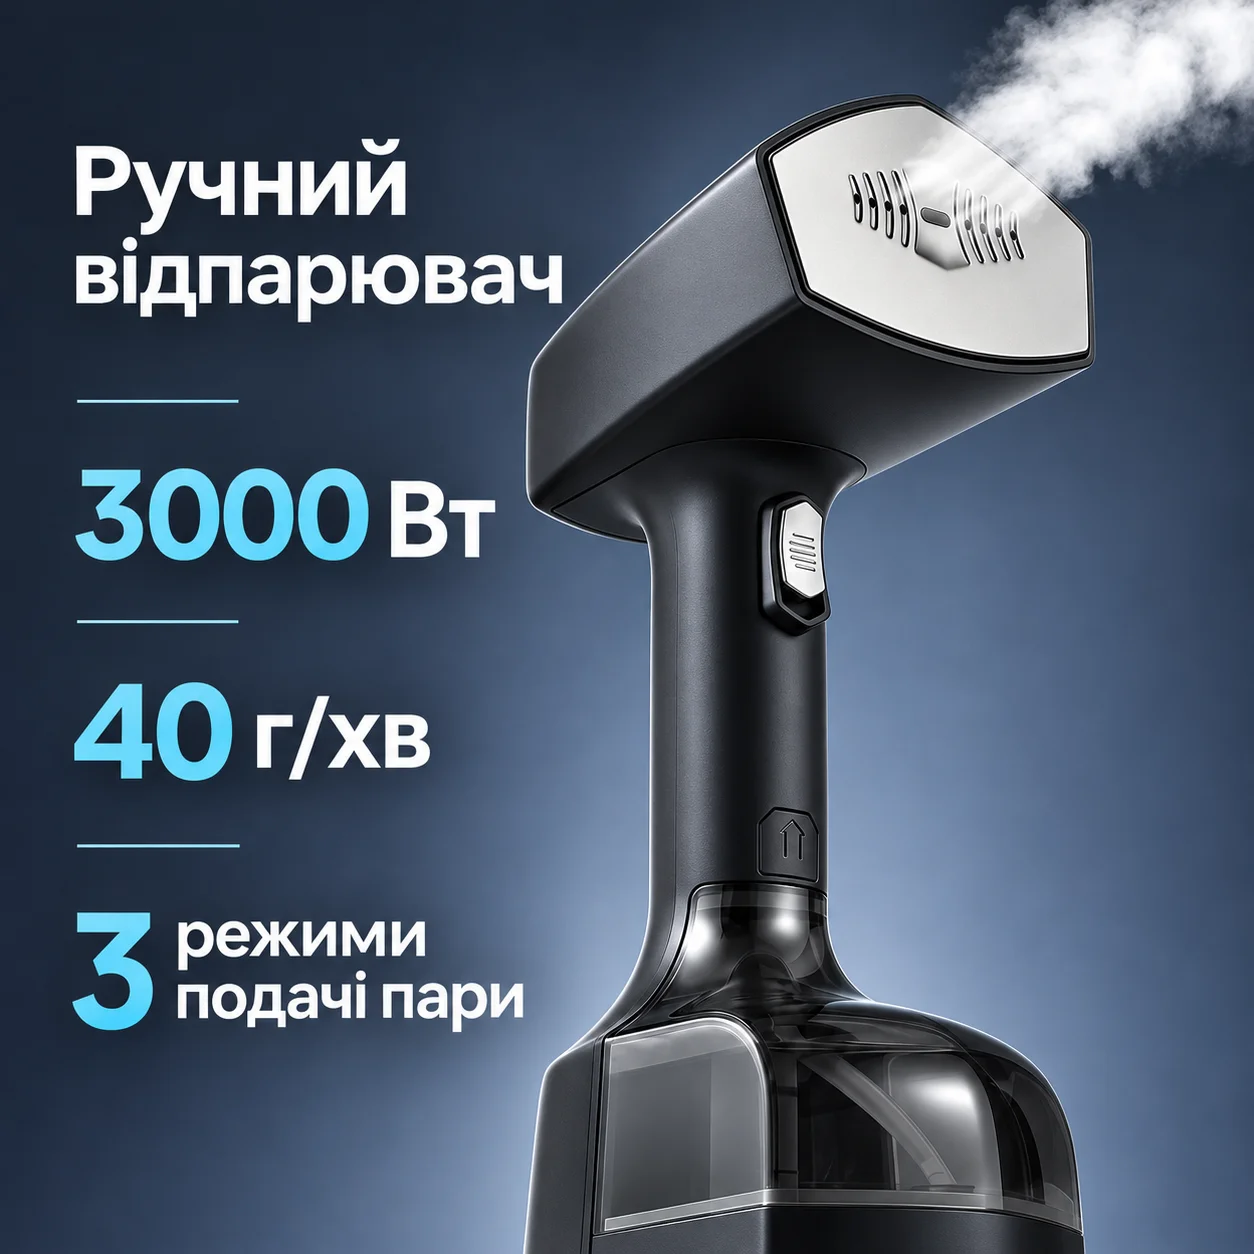 Ручний
відпарювач
3000 Вт
40 г/хв
3 режими
подачі пари